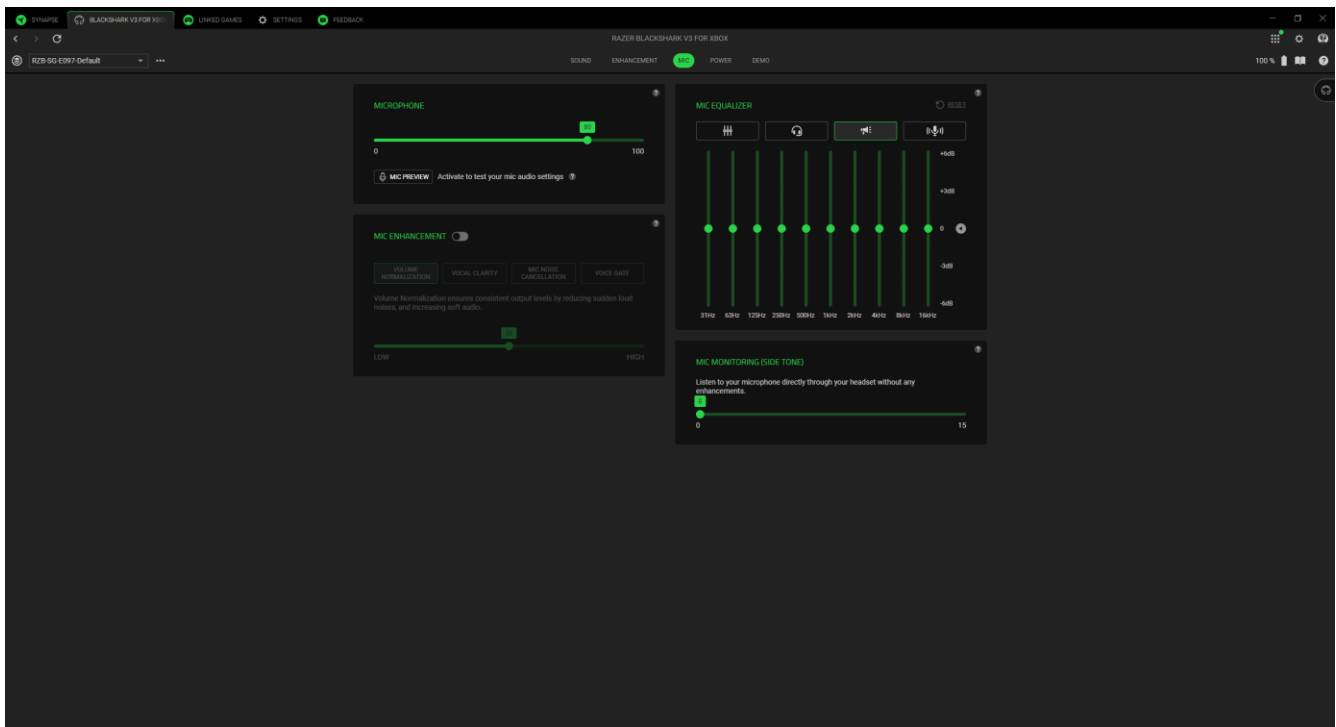 SYNAPSE
BLACKSHARK V3 FOR XBO
LINKED GAMES
SETTINGS
FEEDBACK
RAZER BLACKSHARK V3 FOR XBOX
RZB-SG-E097-Default
SOUND
ENHANCEMENT
MIC
POWER
DEMO
100 %
MICROPHONE
0
100
MIC PREVIEW
Activate to test your mic audio settings
MIC ENHANCEMENT
VOLUME
NORMALIZATION
VOCAL CLARITY
MIC NOISE
CANCELLATION
VOICE GATE
Volume Normalization ensures consistent output levels by reducing sudden loud
noises, and increasing soft audio.
LOW
HIGH
MIC EQUALIZER
RESET
+6dB
+3dB
0
-3dB
-6dB
31Hz 63Hz 125Hz 250Hz 500Hz 1kHz 2kHz 4kHz 8kHz 16kHz
MIC MONITORING (SIDE TONE)
Listen to your microphone directly through your headset without any
enhancements.
0
0
15